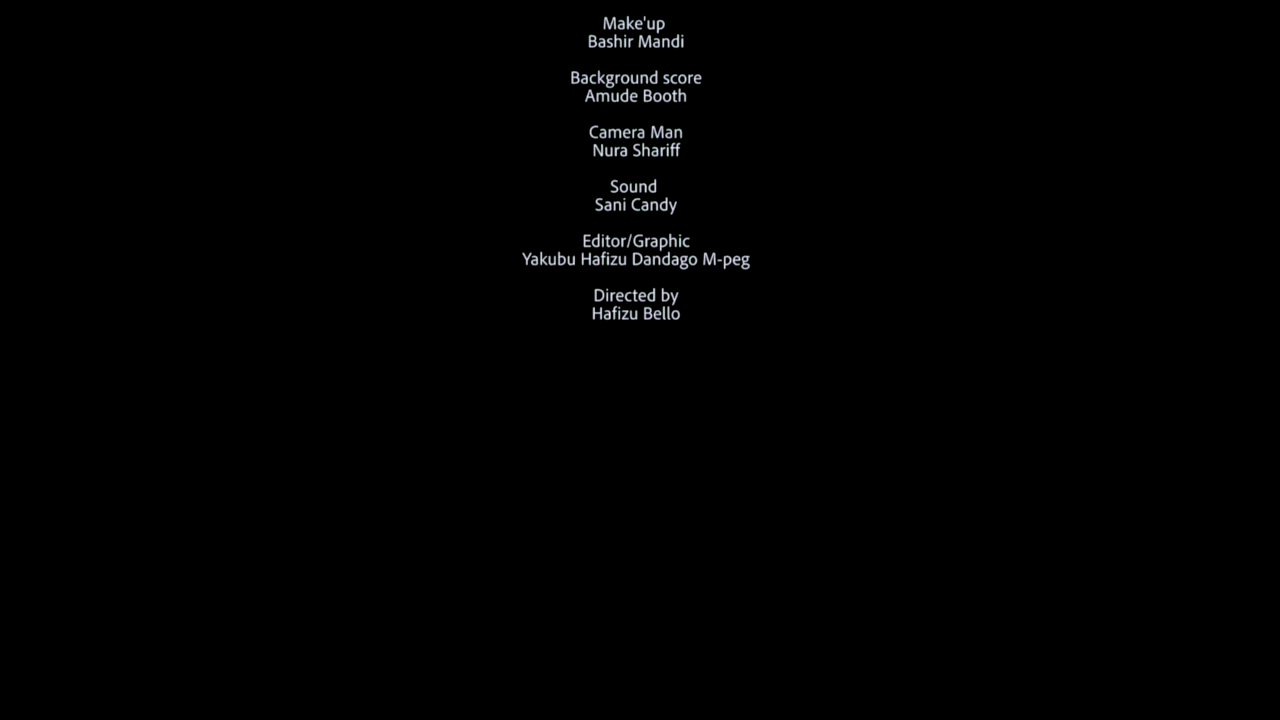 Make'up
Bashir Mandi
Background score
Amude Booth
Camera Man
Nura Shariff
Sound
Sani Candy
Editor/Graphic
Yakubu Hafizu Dandago M-peg
Directed by
Hafizu Bello